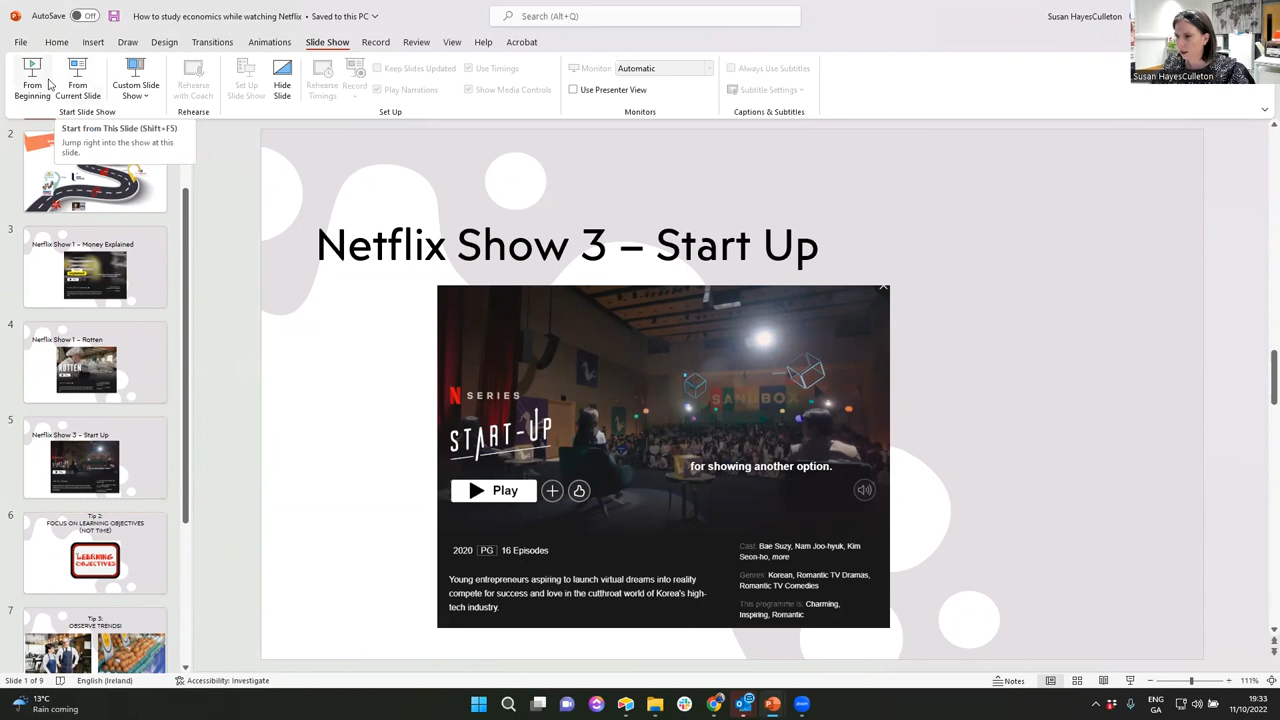 AutoSave Off
How to study economics while watching Netflix • Saved to this PC
Search (Alt+Q)
Susan HayesCulleton
File Home Insert Draw Design Transitions Animations Slide Show Record Review View Help Acrobat
From Beginning
From Current Slide
Custom Slide Show
Rehearse with Coach
Set Up Slide Show
Hide Slide
Rehearse Timings
Record
Keep Slides Updated
Use Timings
Play Narrations
Show Media Controls
Monitor: Automatic
Use Presenter View
Always Use Subtitles
Subtitle Settings
Susan HayesCulleton
Start Slide Show
Rehearse
Set Up
Monitors
Captions & Subtitles
Start from This Slide (Shift+F5)
Jump right into the show at this
slide.
2
3
Netflix Show 1 – Money Explained
4
Netflix Show 1 – Rotten
ROTTEN
5
Netflix Show 3 – Start Up
6
Tip 2:
FOCUS ON LEARNING OBJECTIVES
(NOT TIME)
LEARNING
OBJECTIVES
7
Tip 3:
OBSERVE TRENDS!
Netflix Show 3 – Start Up
N SERIES
START-UP
SANDBOX
for showing another option.
Play
2020 PG 16 Episodes
Young entrepreneurs aspiring to launch virtual dreams into reality
compete for success and love in the cutthroat world of Korea's high-
tech industry.
Cast: Bae Suzy, Nam Joo-hyuk, Kim
Seon-ho, more
Genres: Korean, Romantic TV Dramas,
Romantic TV Comedies
This programme is: Charming,
Inspiring, Romantic
Slide 1 of 9
English (Ireland)
Accessibility: Investigate
Notes
111%
13°C
Rain coming
zoom
ENG
GA
19:33
11/10/2022